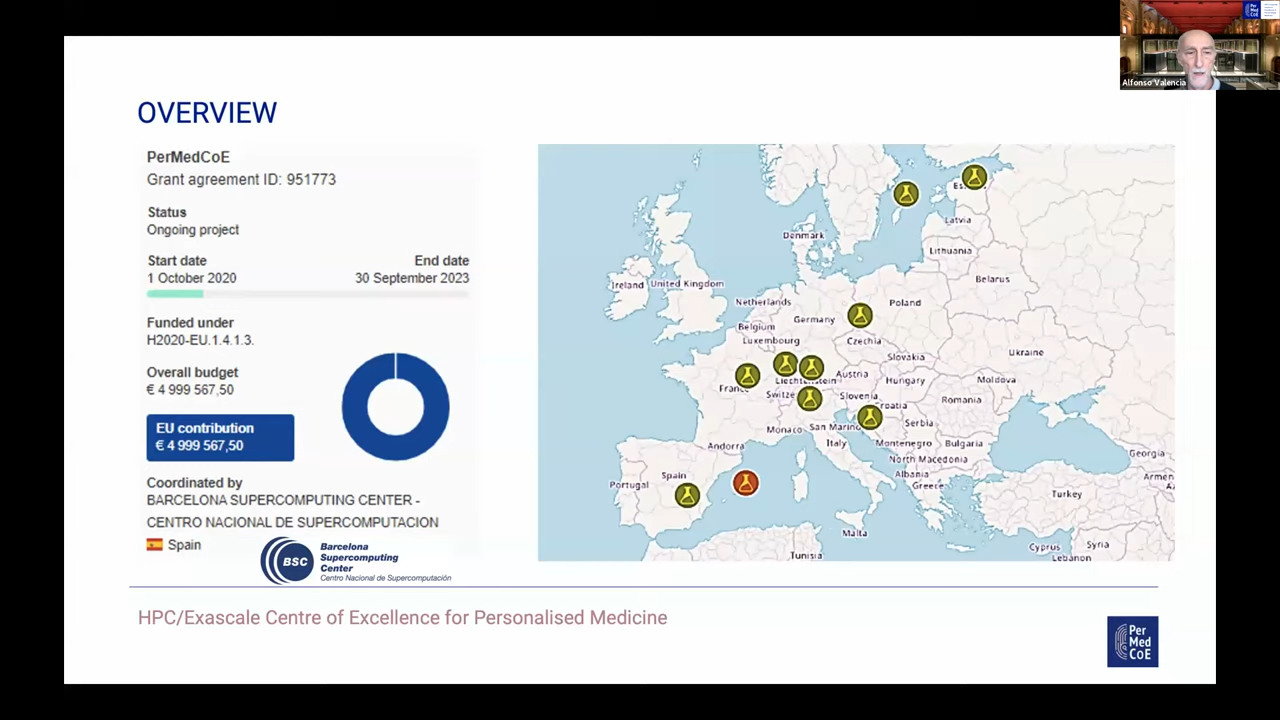 Per
Med
CoE
Alfonso Valencia
OVERVIEW
PerMedCoE
Grant agreement ID: 951773
Status
Ongoing project
Start date
End date
1 October 2020
30 September 2023
Funded under
H2020-EU.1.4.1.3.
Overall budget
€ 4 999 567,50
EU contribution
€ 4 999 567,50
Coordinated by
BARCELONA SUPERCOMPUTING CENTER -
CENTRO NACIONAL DE SUPERCOMPUTACION
Spain
BSC
Barcelona
Supercomputing
Center
Centro Nacional de Supercomputación
Latvia
Denmark
Lithuania
Belarus
Ireland
United Kingdom
Netherlands
Poland
Germany
Belgium
Luxembourg
Czechia
Ukraine
Slovakia
Austria
Liechtenstein
Hungary
Moldova
France
Slovenia
Romania
Croatia
Serbia
Monaco
San Marino
Italy
Montenegro
Bulgaria
Andorra
North Macedonia
Georgia
Spain
Albania
Portugal
Greece
Turkey
Malta
Cyprus
Syria
Tunisia
Lebanon
HPC/Exascale Centre of Excellence for Personalised Medicine
Per
Med
CoE